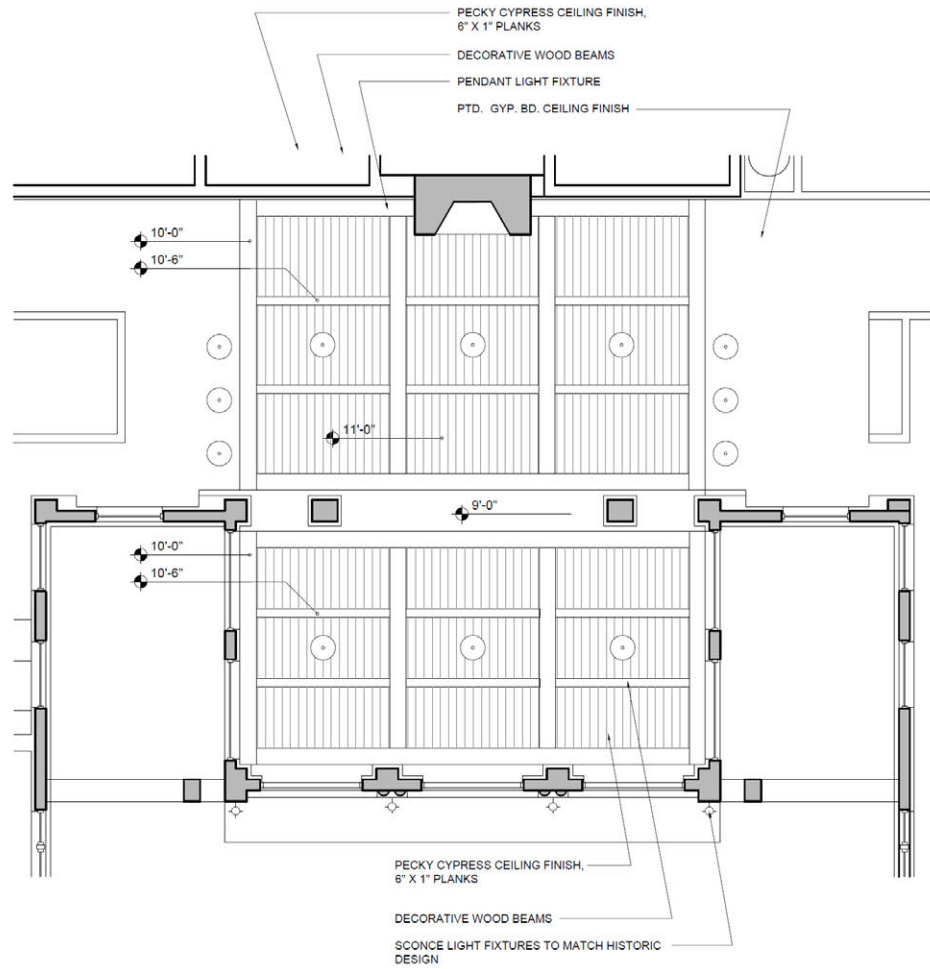 PECKY CYPRESS CEILING FINISH,
6" X 1" PLANKS
DECORATIVE WOOD BEAMS
PENDANT LIGHT FIXTURE
PTD. GYP. BD. CEILING FINISH
10'-0"
10'-6"
11'-0"
9'-0"
10'-0"
10'-6"
PECKY CYPRESS CEILING FINISH,
6" X 1" PLANKS
DECORATIVE WOOD BEAMS
SCONCE LIGHT FIXTURES TO MATCH HISTORIC
DESIGN